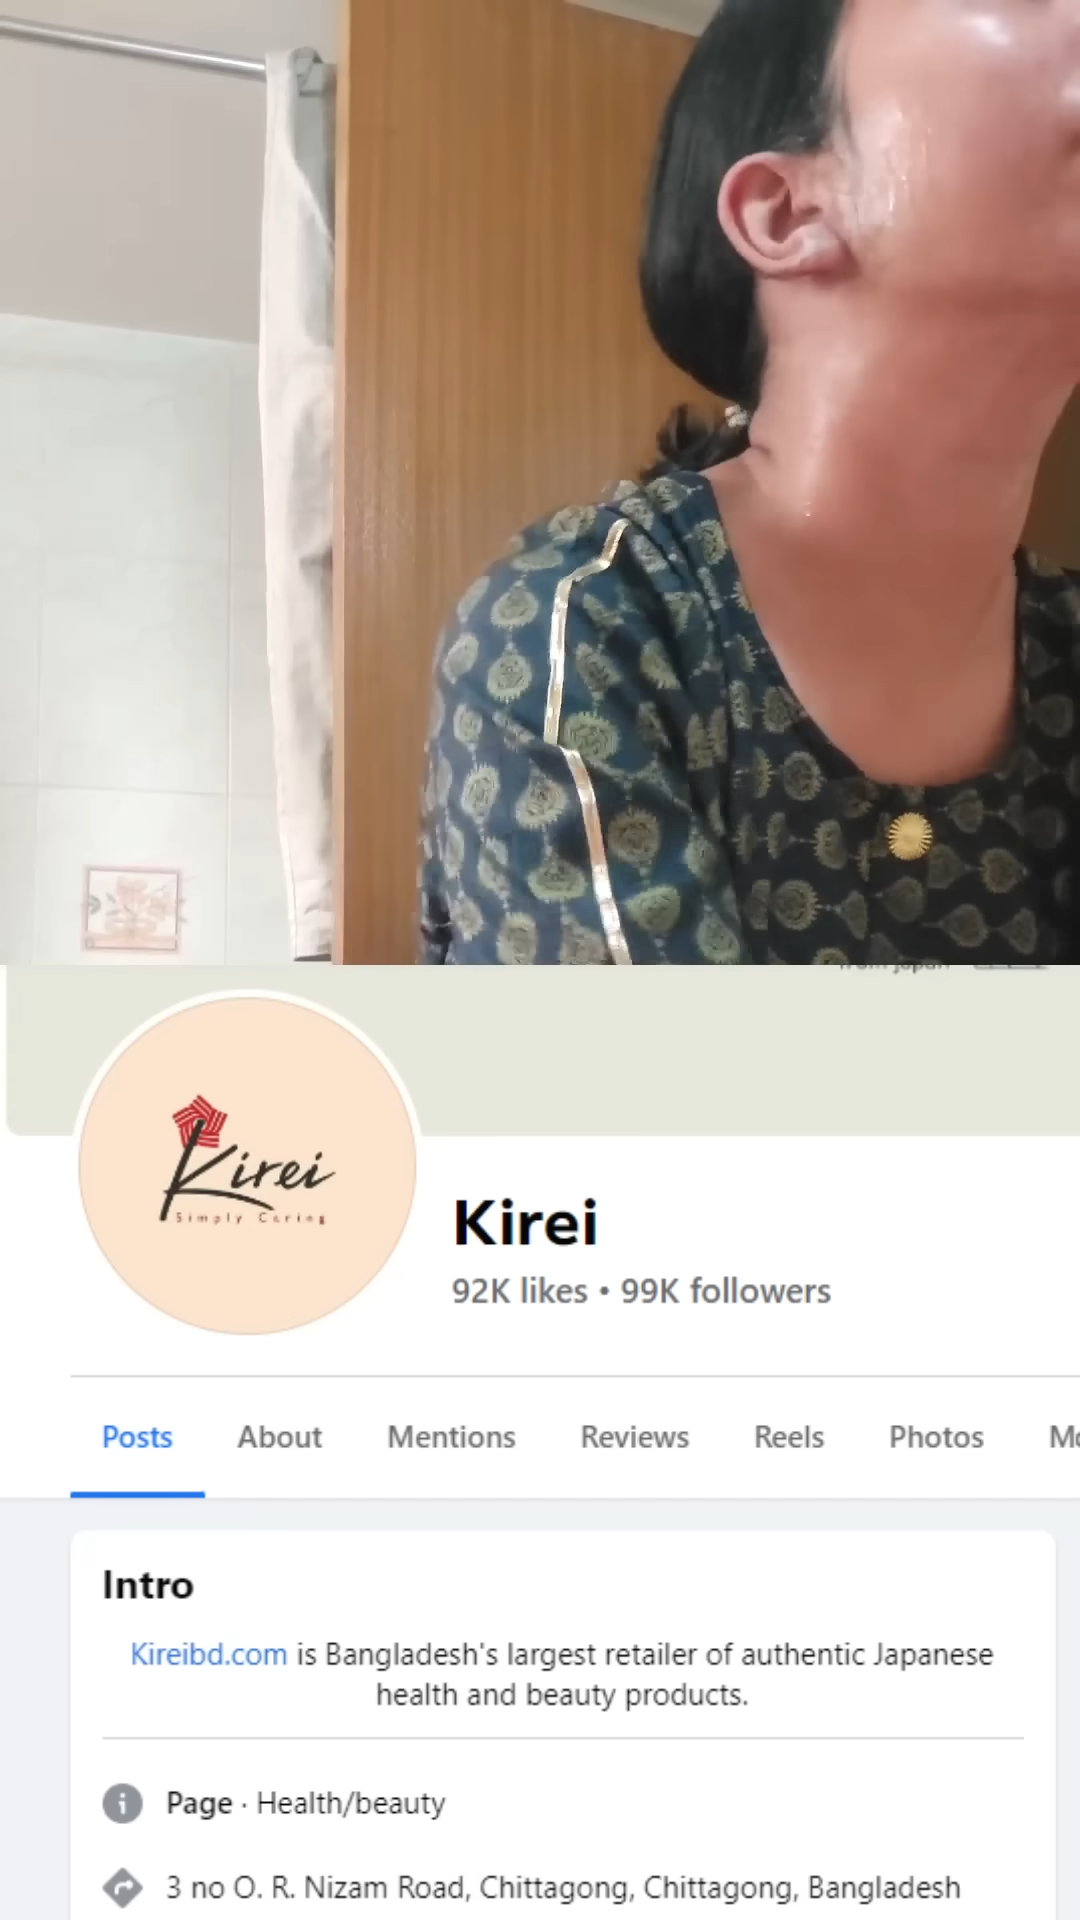 from Japan
Kirei
Simply Caring
Kirei
92K likes • 99K followers
Posts About Mentions Reviews Reels Photos
Intro
Kireibd.com is Bangladesh's largest retailer of authentic Japanese
health and beauty products.
Page · Health/beauty
3 no O. R. Nizam Road, Chittagong, Chittagong, Bangladesh